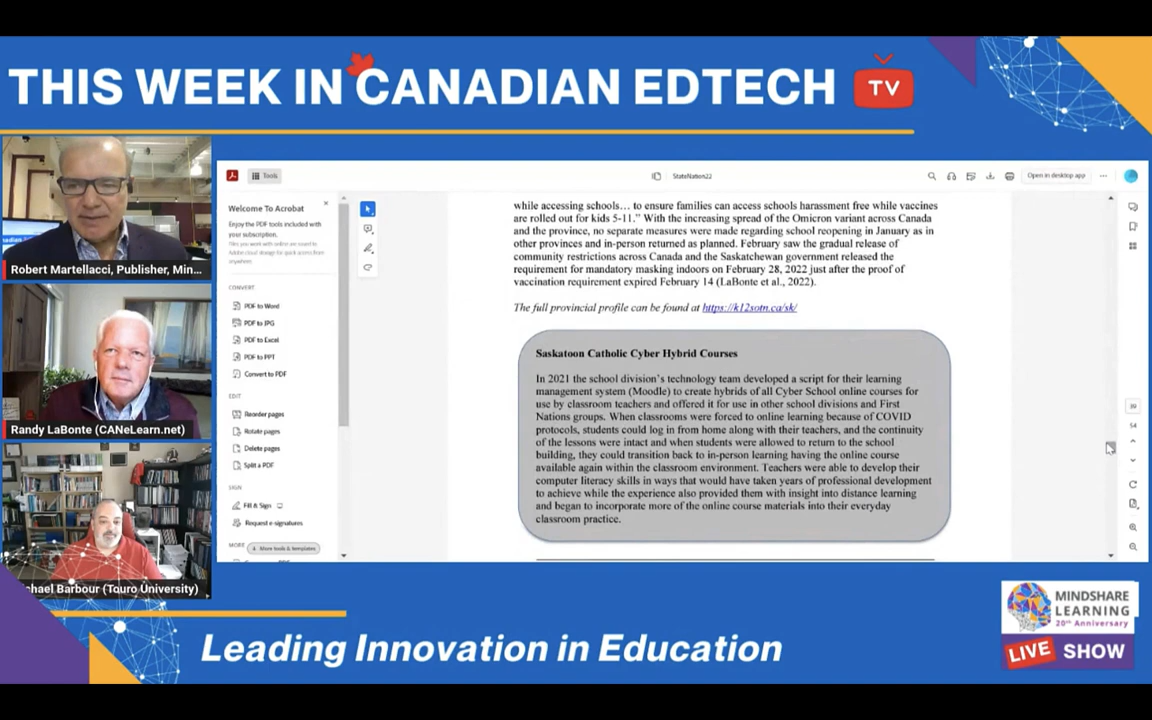 THIS WEEK IN CANADIAN EDTECH
TV
Robert Martellacci, Publisher, Min...
Randy LaBonte (CANeLearn.net)
hael Barbour (Touro University)
Tools
StateNation22
Open in desktop app
Welcome To Acrobat
Enjoy the PDF tools included with
your subscription.
CONVERT
PDF to Word
PDF to JPG
PDF to Excel
PDF to PPT
Convert to PDF
EDIT
Reorder pages
Rotate pages
Delete pages
Split a PDF
SIGN
Fill & Sign
Request e-signatures
MORE
More tools & templates
while accessing schools… to ensure families can access schools harassment free while vaccines
are rolled out for kids 5-11." With the increasing spread of the Omicron variant across Canada
and the province, no separate measures were made regarding school reopening in January as in
other provinces and in-person returned as planned. February saw the gradual release of
community restrictions across Canada and the Saskatchewan government released the
requirement for mandatory masking indoors on February 28, 2022 just after the proof of
vaccination requirement expired February 14 (LaBonte et al., 2022).
The full provincial profile can be found at https://k12sotn.ca/sk/
Saskatoon Catholic Cyber Hybrid Courses
In 2021 the school division's technology team developed a script for their learning
management system (Moodle) to create hybrids of all Cyber School online courses for
use by classroom teachers and offered it for use in other school divisions and First
Nations groups. When classrooms were forced to online learning because of COVID
protocols, students could log in from home along with their teachers, and the continuity
of the lessons were intact and when students were allowed to return to the school
building, they could transition back to in-person learning having the online course
available again within the classroom environment. Teachers were able to develop their
computer literacy skills in ways that would have taken years of professional development
to achieve while the experience also provided them with insight into distance learning
and began to incorporate more of the online course materials into their everyday
classroom practice.
39
54
Leading Innovation in Education
MINDSHARE
LEARNING
20th Anniversary
LIVE SHOW